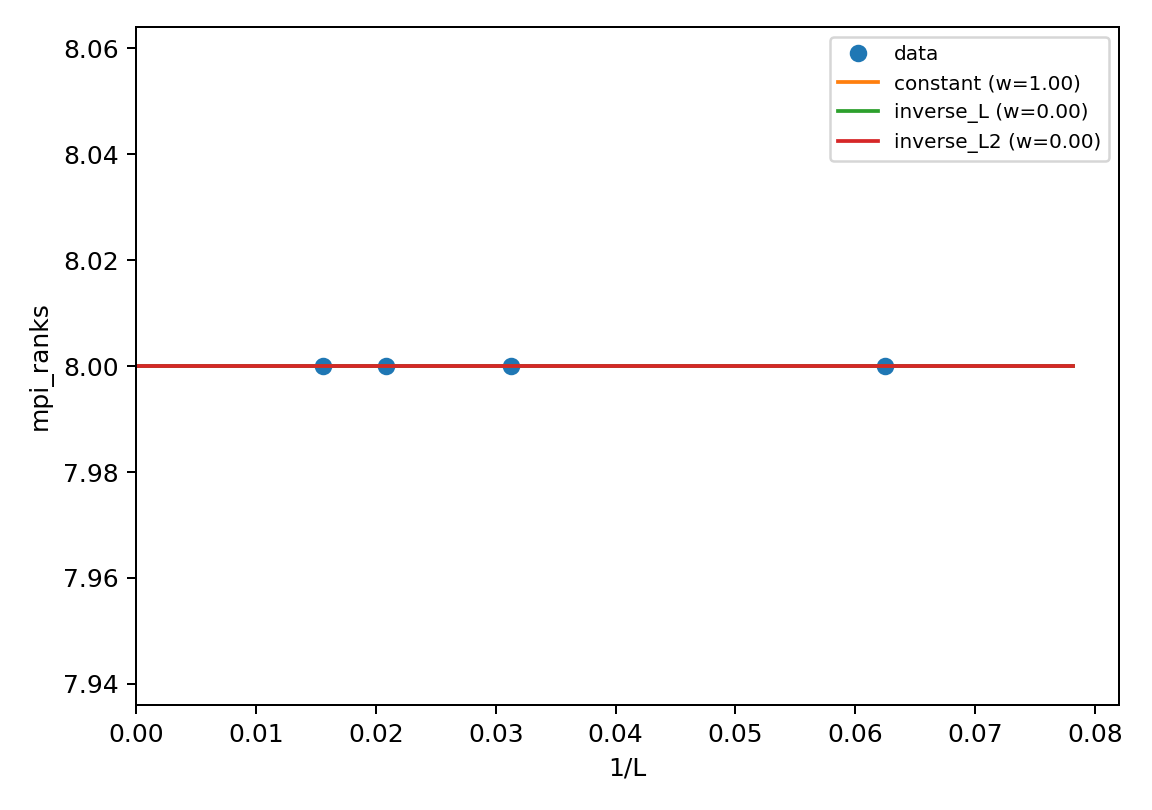 8.06
8.04
8.02
8.00
7.98
7.96
7.94
mpi_ranks
data
constant (w=1.00)
inverse_L (w=0.00)
inverse_L2 (w=0.00)
0.00 0.01 0.02 0.03 0.04 0.05 0.06 0.07 0.08
1/L